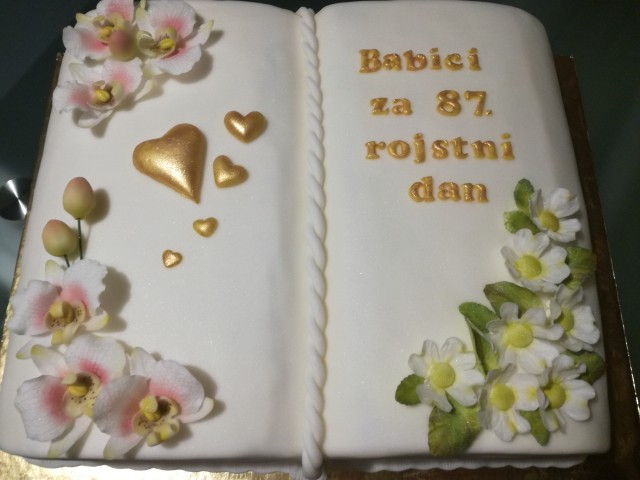 Babici
za 87.
rojstni
dan